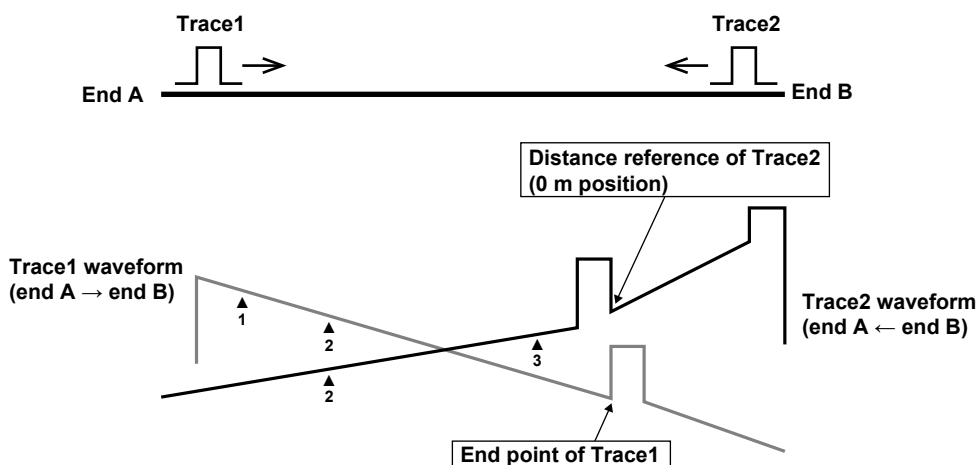 Trace1
Trace2
End A
End B
Distance reference of Trace2
(0 m position)
Trace1 waveform
(end A → end B)
Trace2 waveform
(end A ← end B)
1
2
3
2
End point of Trace1